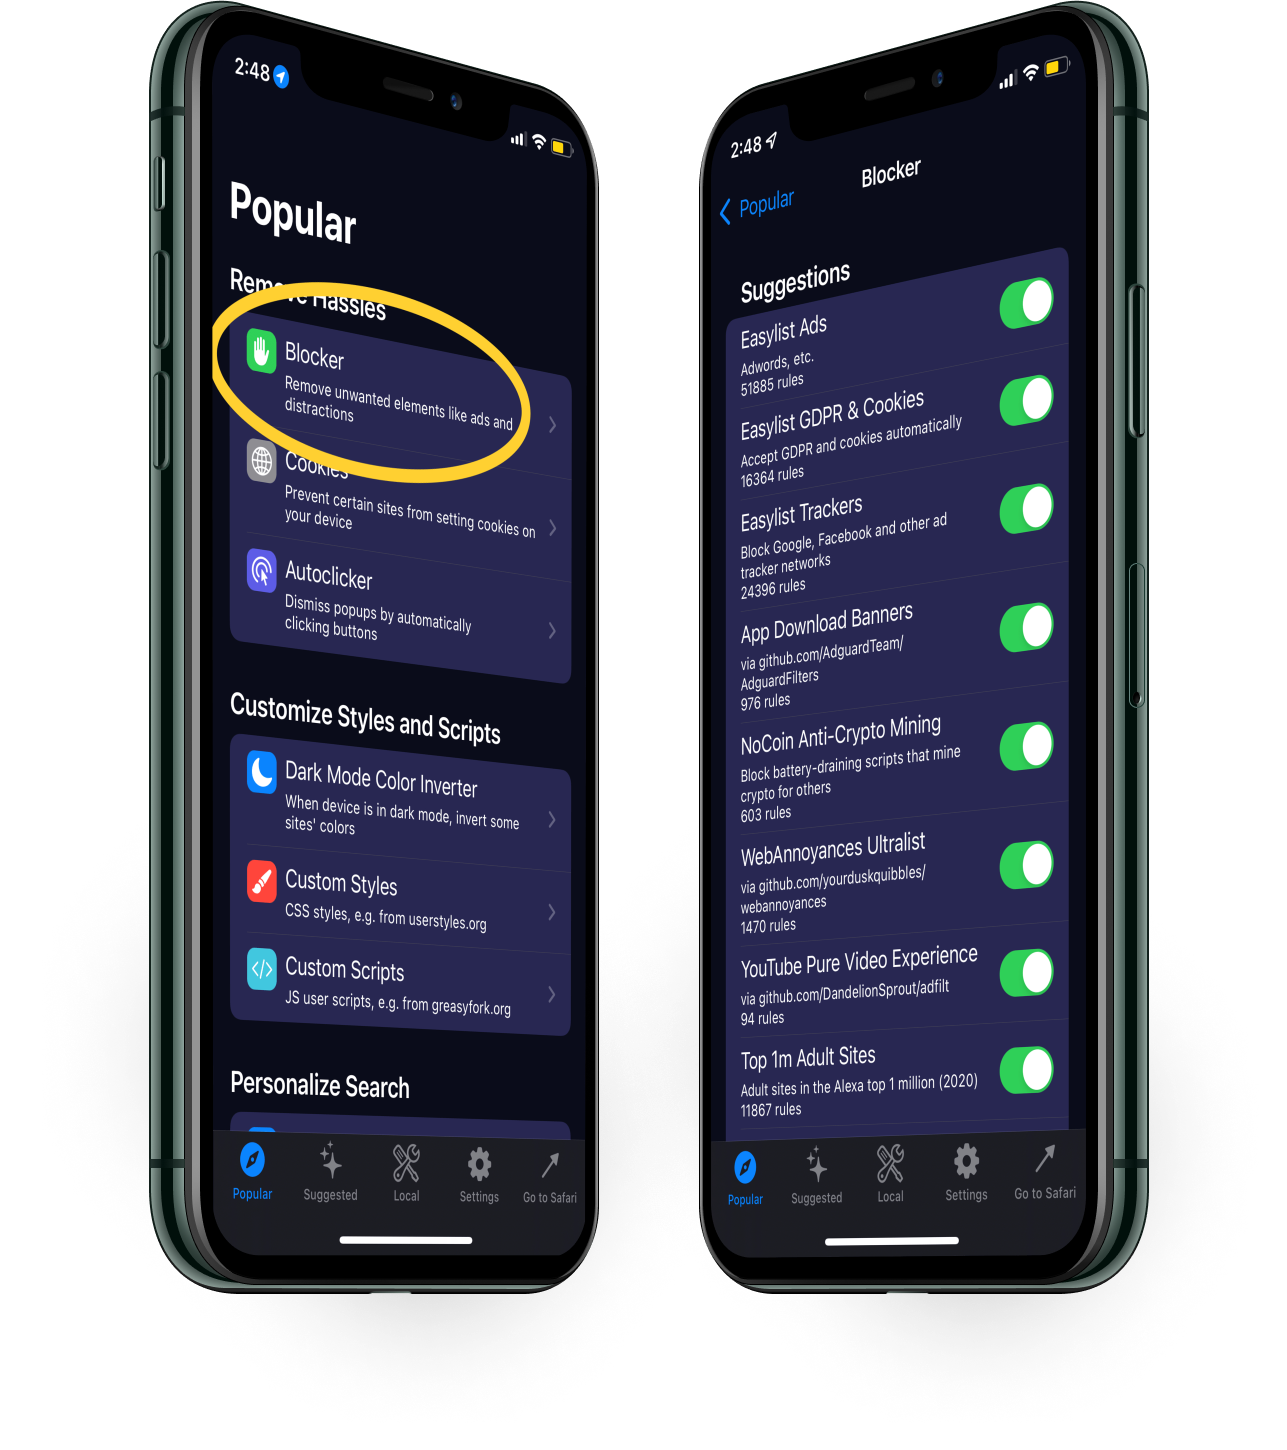 2:48
Popular
Remove Hassles
Blocker
Remove unwanted elements like ads and
distractions
Cookies
Prevent certain sites from setting cookies on
your device
Autoclicker
Dismiss popups by automatically
clicking buttons
Customize Styles and Scripts
Dark Mode Color Inverter
When device is in dark mode, invert some
sites' colors
Custom Styles
CSS styles, e.g. from userstyles.org
Custom Scripts
JS user scripts, e.g. from greasyfork.org
Personalize Search
Popular
Suggested
Local
Settings
Go to Safari
2:48
Popular
Blocker
Suggestions
Easylist Ads
Adwords, etc.
51885 rules
Easylist GDPR & Cookies
Accept GDPR and cookies automatically
16364 rules
Easylist Trackers
Block Google, Facebook and other ad
tracker networks
24396 rules
App Download Banners
via github.com/AdguardTeam/
AdguardFilters
976 rules
NoCoin Anti-Crypto Mining
Block battery-draining scripts that mine
crypto for others
603 rules
WebAnnoyances Ultralist
via github.com/yourduskquibbles/
webannoyances
1470 rules
YouTube Pure Video Experience
via github.com/DandelionSprout/adfilt
94 rules
Top 1m Adult Sites
Adult sites in the Alexa top 1 million (2020)
11867 rules
Popular
Suggested
Local
Settings
Go to Safari